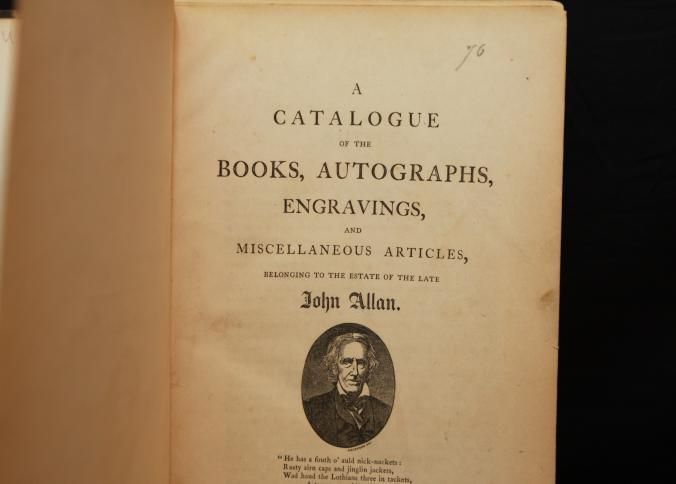 76
A
CATALOGUE
OF THE
BOOKS, AUTOGRAPHS,
ENGRAVINGS,
AND
MISCELLANEOUS ARTICLES,
BELONGING TO THE ESTATE OF THE LATE
John Allan.
"He has a fouth o' auld nick-nackets:
Rusty airn caps and jinglin jackets,
Wad haud the Lothians three in tackets,